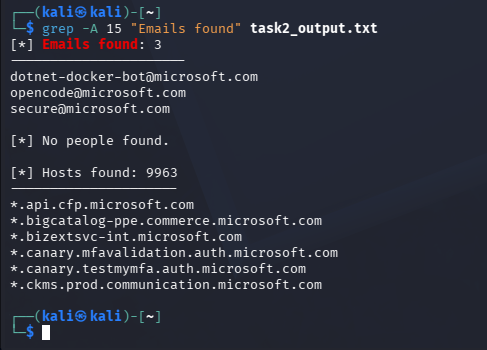 ┌──(kali㉿kali)-[~]
└─$ grep -A 15 "Emails found" task2_output.txt
[*] Emails found: 3
----------------------
dotnet-docker-bot@microsoft.com
opencode@microsoft.com
secure@microsoft.com
[*] No people found.
[*] Hosts found: 9963
---------------------
*.api.cfp.microsoft.com
*.bigcatalog-ppe.commerce.microsoft.com
*.bizextsvc-int.microsoft.com
*.canary.mfavalidation.auth.microsoft.com
*.canary.testmymfa.auth.microsoft.com
*.ckms.prod.communication.microsoft.com
┌──(kali㉿kali)-[~]
└─$